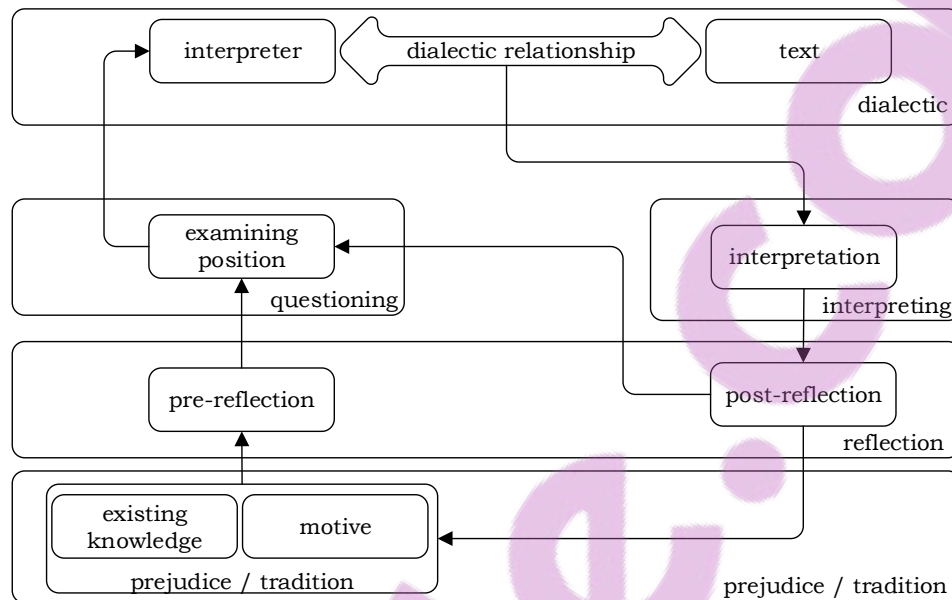 interpreter
dialectic relationship
text
dialectic
examining
position
questioning
interpretation
interpreting
pre-reflection
post-reflection
reflection
existing
knowledge
motive
prejudice / tradition
prejudice / tradition